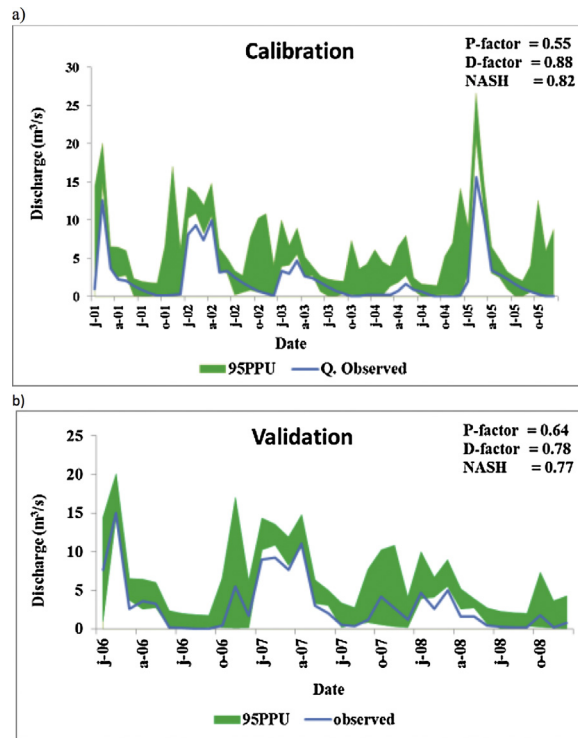 a)
Calibration
P-factor = 0.55
D-factor = 0.88
NASH = 0.82
Discharge (m³/s)
30
25
20
15
10
5
0
j-01
a-01
j-01
o-01
j-02
a-02
j-02
o-02
j-03
a-03
j-03
o-03
j-04
a-04
j-04
o-04
j-05
a-05
j-05
o-05
Date
95PPU
Q. Observed
b)
Validation
P-factor = 0.64
D-factor = 0.78
NASH = 0.77
Discharge (m³/s)
25
20
15
10
5
0
j-06
a-06
j-06
o-06
j-07
a-07
j-07
o-07
j-08
a-08
j-08
o-08
Date
95PPU
observed